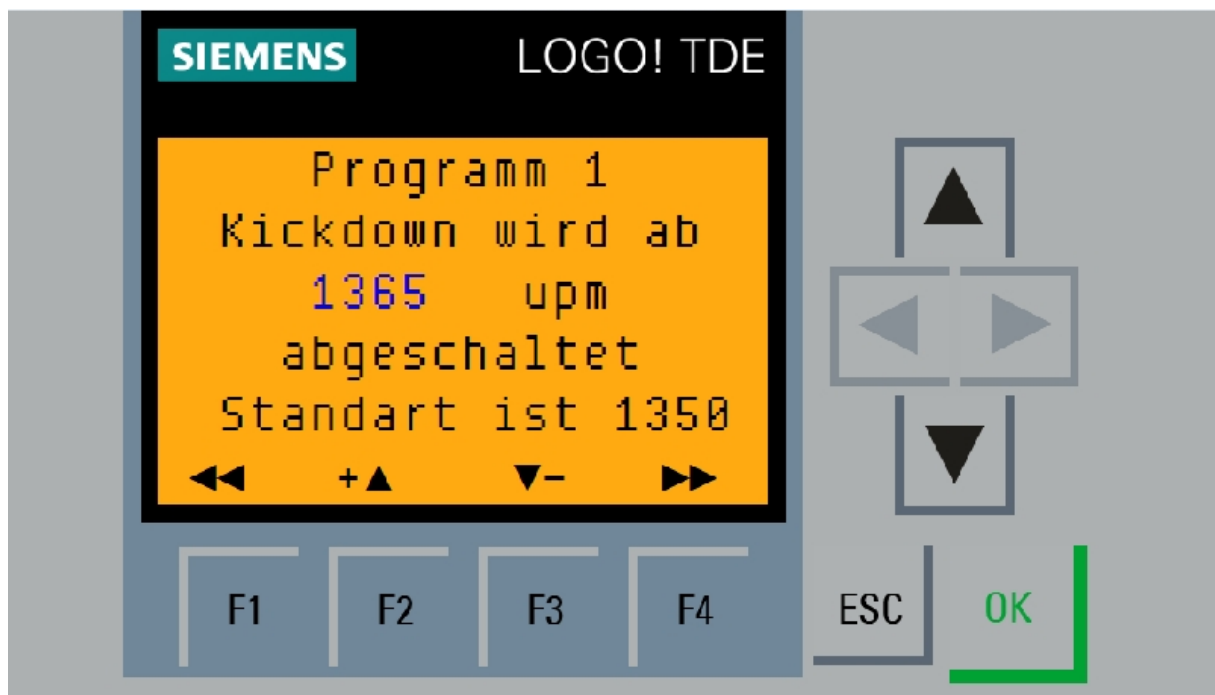 SIEMENS LOGO! TDE
Programm 1
Kickdown wird ab
1365 upm
abgeschaltet
Standart ist 1350
◀◀ +▲ ▼- ▶▶
F1 F2 F3 F4 ESC OK